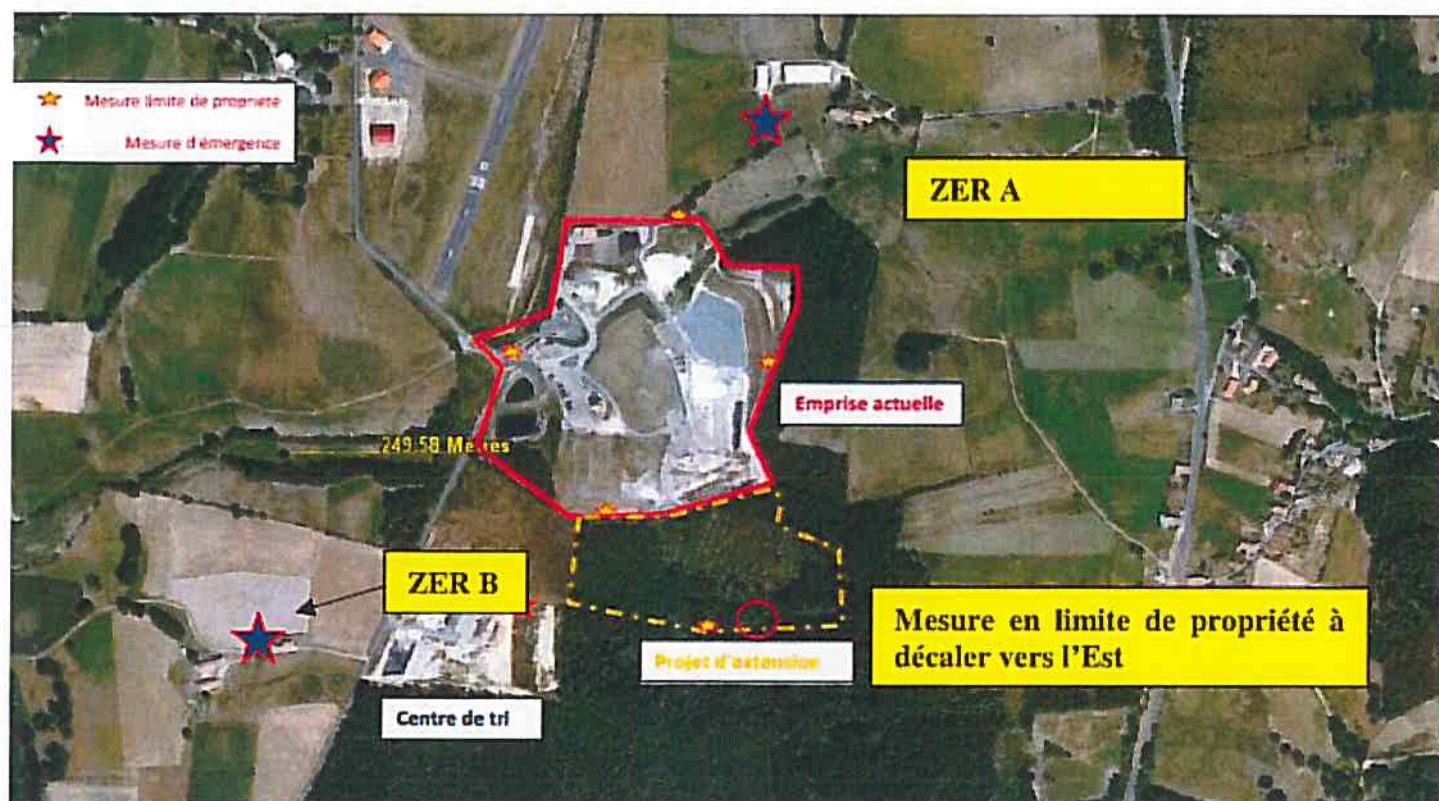 Mesure limite de propriété
Mesure d'émergence
ZER A
Emprise actuelle
249.58 Mètres
ZER B
Mesure en limite de propriété à
décaler vers l'Est
Projet d'extension
Centre de tri